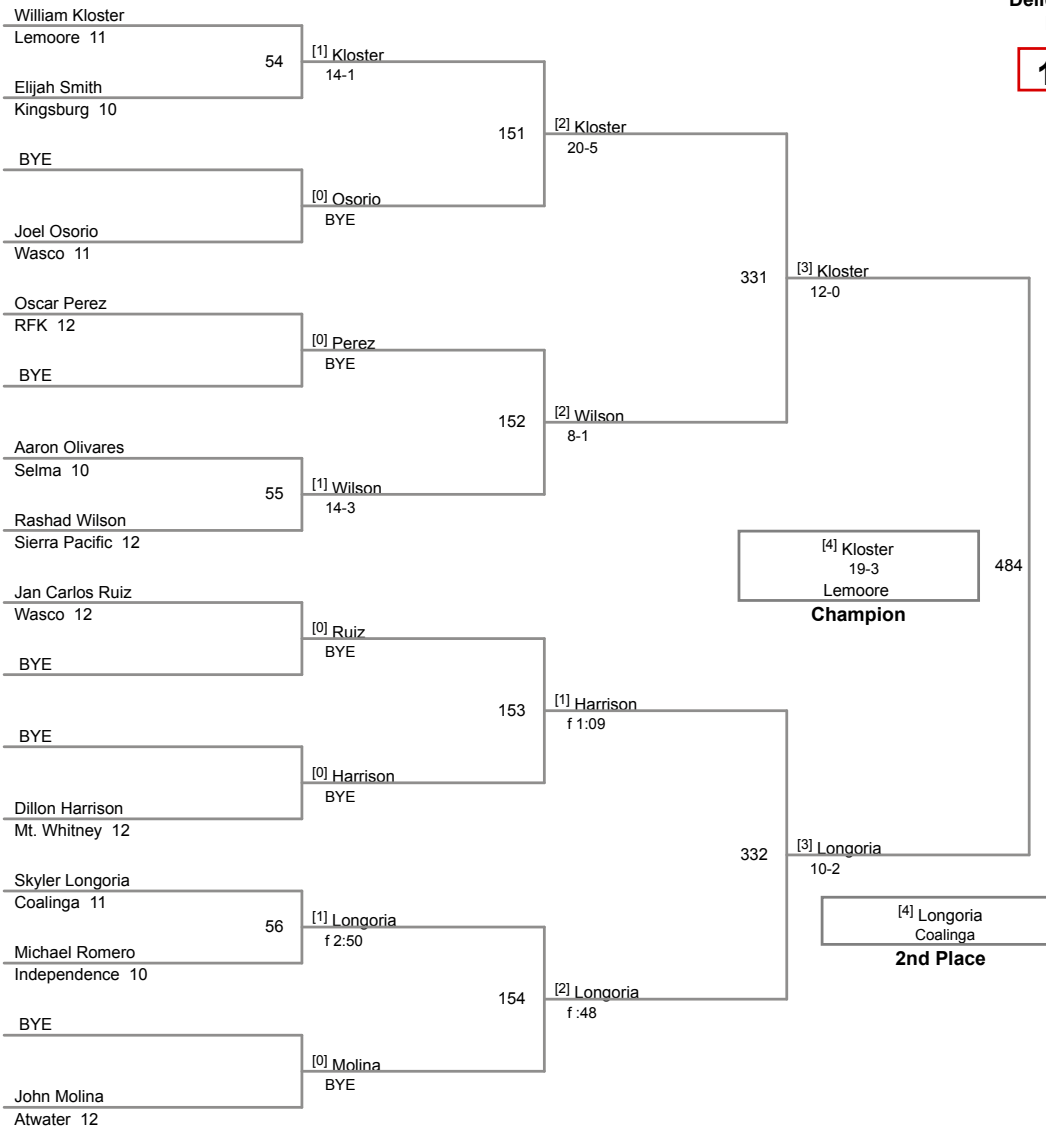 William Kloster
Lemoore 11
54
Elijah Smith
Kingsburg 10
BYE
Joel Osorio
Wasco 11
Oscar Perez
RFK 12
BYE
Aaron Olivares
Selma 10
55
Rashad Wilson
Sierra Pacific 12
Jan Carlos Ruiz
Wasco 12
BYE
BYE
Dillon Harrison
Mt. Whitney 12
Skyler Longoria
Coalinga 11
56
Michael Romero
Independence 10
BYE
John Molina
Atwater 12
[1] Kloster
14-1
151
[0] Osorio
BYE
[0] Perez
BYE
152
[1] Wilson
14-3
[0] Ruiz
BYE
153
[0] Harrison
BYE
[1] Longoria
f 2:50
154
[0] Molina
BYE
[2] Kloster
20-5
331
[2] Wilson
8-1
[1] Harrison
f 1:09
332
[2] Longoria
f :48
[3] Kloster
12-0
484
[3] Longoria
10-2
[4] Kloster
19-3
Lemoore
Champion
[4] Longoria
Coalinga
2nd Place